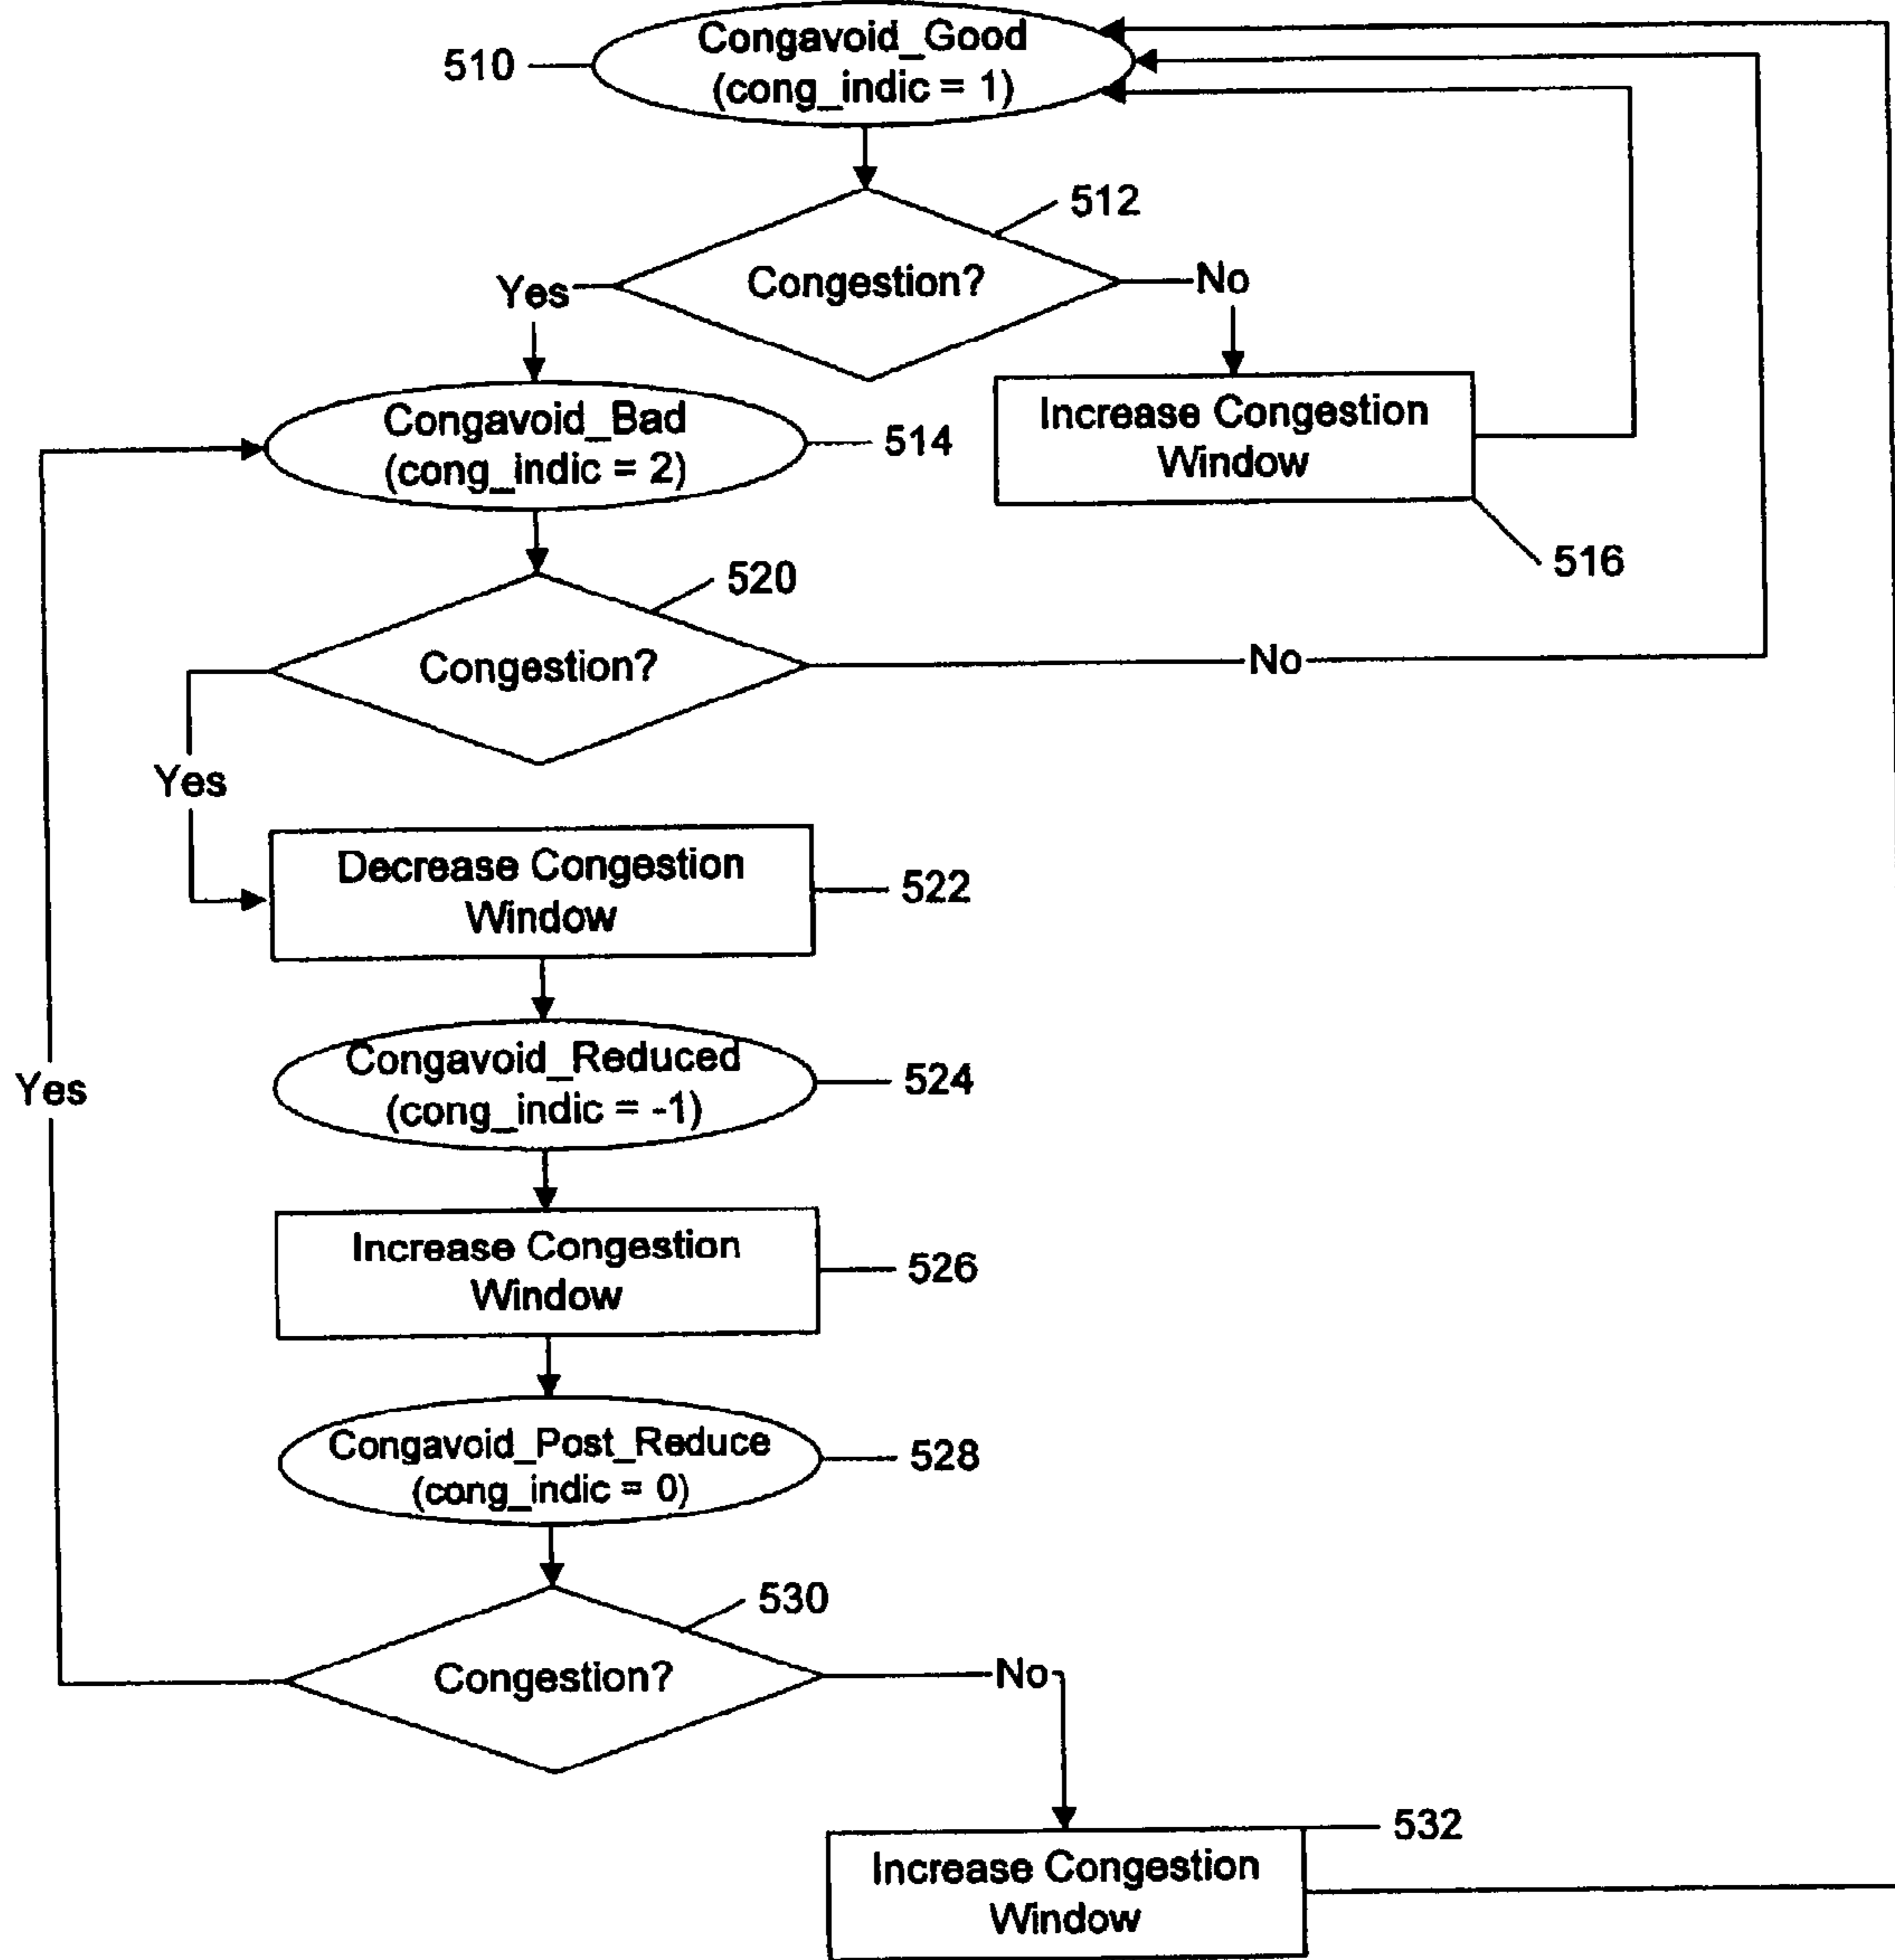 Congavoid_Good
(cong_indic = 1)
510
512
Congestion?
Yes
No
Congavoid_Bad
(cong_indic = 2)
514
Increase Congestion
Window
516
520
Congestion?
No
Yes
Decrease Congestion
Window
522
Congavoid_Reduced
(cong_indic = -1)
524
Yes
Increase Congestion
Window
526
Congavoid_Post_Reduce
(cong_indic = 0)
528
530
Congestion?
No
532
Increase Congestion
Window